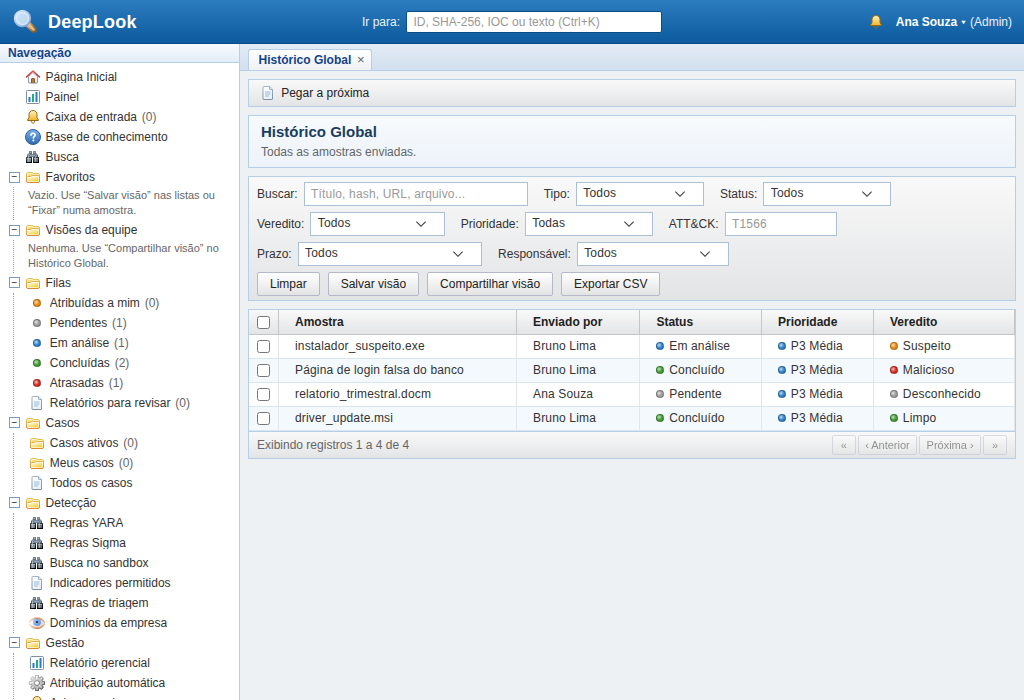 DeepLook
Ir para: ID, SHA-256, IOC ou texto (Ctrl+K)
Ana Souza ▾ (Admin)
Navegação
Página Inicial
Painel
Caixa de entrada (0)
Base de conhecimento
Busca
Favoritos
Vazio. Use “Salvar visão” nas listas ou
“Fixar” numa amostra.
Visões da equipe
Nenhuma. Use “Compartilhar visão” no
Histórico Global.
Filas
Atribuídas a mim (0)
Pendentes (1)
Em análise (1)
Concluídas (2)
Atrasadas (1)
Relatórios para revisar (0)
Casos
Casos ativos (0)
Meus casos (0)
Todos os casos
Detecção
Regras YARA
Regras Sigma
Busca no sandbox
Indicadores permitidos
Regras de triagem
Domínios da empresa
Gestão
Relatório gerencial
Atribuição automática
Histórico Global ×
Pegar a próxima
Histórico Global
Todas as amostras enviadas.
Buscar: Título, hash, URL, arquivo... Tipo: Todos Status: Todos
Veredito: Todos Prioridade: Todas ATT&CK: T1566
Prazo: Todos Responsável: Todos
Limpar Salvar visão Compartilhar visão Exportar CSV
Amostra Enviado por Status Prioridade Veredito
instalador_suspeito.exe Bruno Lima Em análise P3 Média Suspeito
Página de login falsa do banco Bruno Lima Concluído P3 Média Malicioso
relatorio_trimestral.docm Ana Souza Pendente P3 Média Desconhecido
driver_update.msi Bruno Lima Concluído P3 Média Limpo
Exibindo registros 1 a 4 de 4 « ‹ Anterior Próxima › »